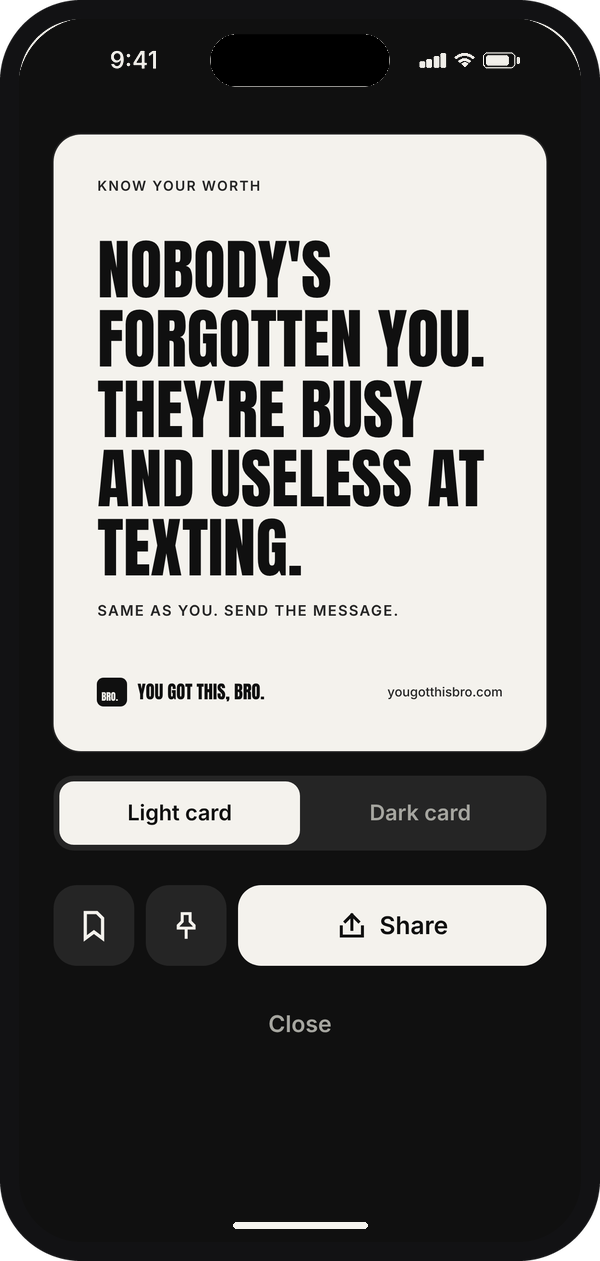 9:41
KNOW YOUR WORTH
NOBODY'S
FORGOTTEN YOU.
THEY'RE BUSY
AND USELESS AT
TEXTING.
SAME AS YOU. SEND THE MESSAGE.
BRO. YOU GOT THIS, BRO. yougotthisbro.com
Light card Dark card
Share
Close